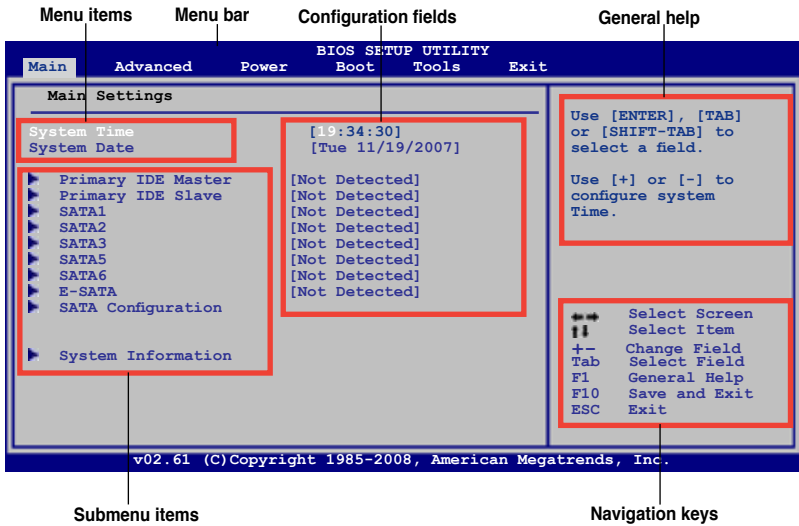 Menu items Menu bar Configuration fields General help
BIOS SETUP UTILITY
Main Advanced Power Boot Tools Exit
Main Settings
System Time [19:34:30]
System Date [Tue 11/19/2007]
Primary IDE Master [Not Detected]
Primary IDE Slave [Not Detected]
SATA1 [Not Detected]
SATA2 [Not Detected]
SATA3 [Not Detected]
SATA5 [Not Detected]
SATA6 [Not Detected]
E-SATA [Not Detected]
SATA Configuration
System Information
Use [ENTER], [TAB]
or [SHIFT-TAB] to
select a field.
Use [+] or [-] to
configure system
Time.
←→ Select Screen
↑↓ Select Item
+- Change Field
Tab Select Field
F1 General Help
F10 Save and Exit
ESC Exit
v02.61 (C)Copyright 1985-2008, American Megatrends, Inc.
Submenu items Navigation keys